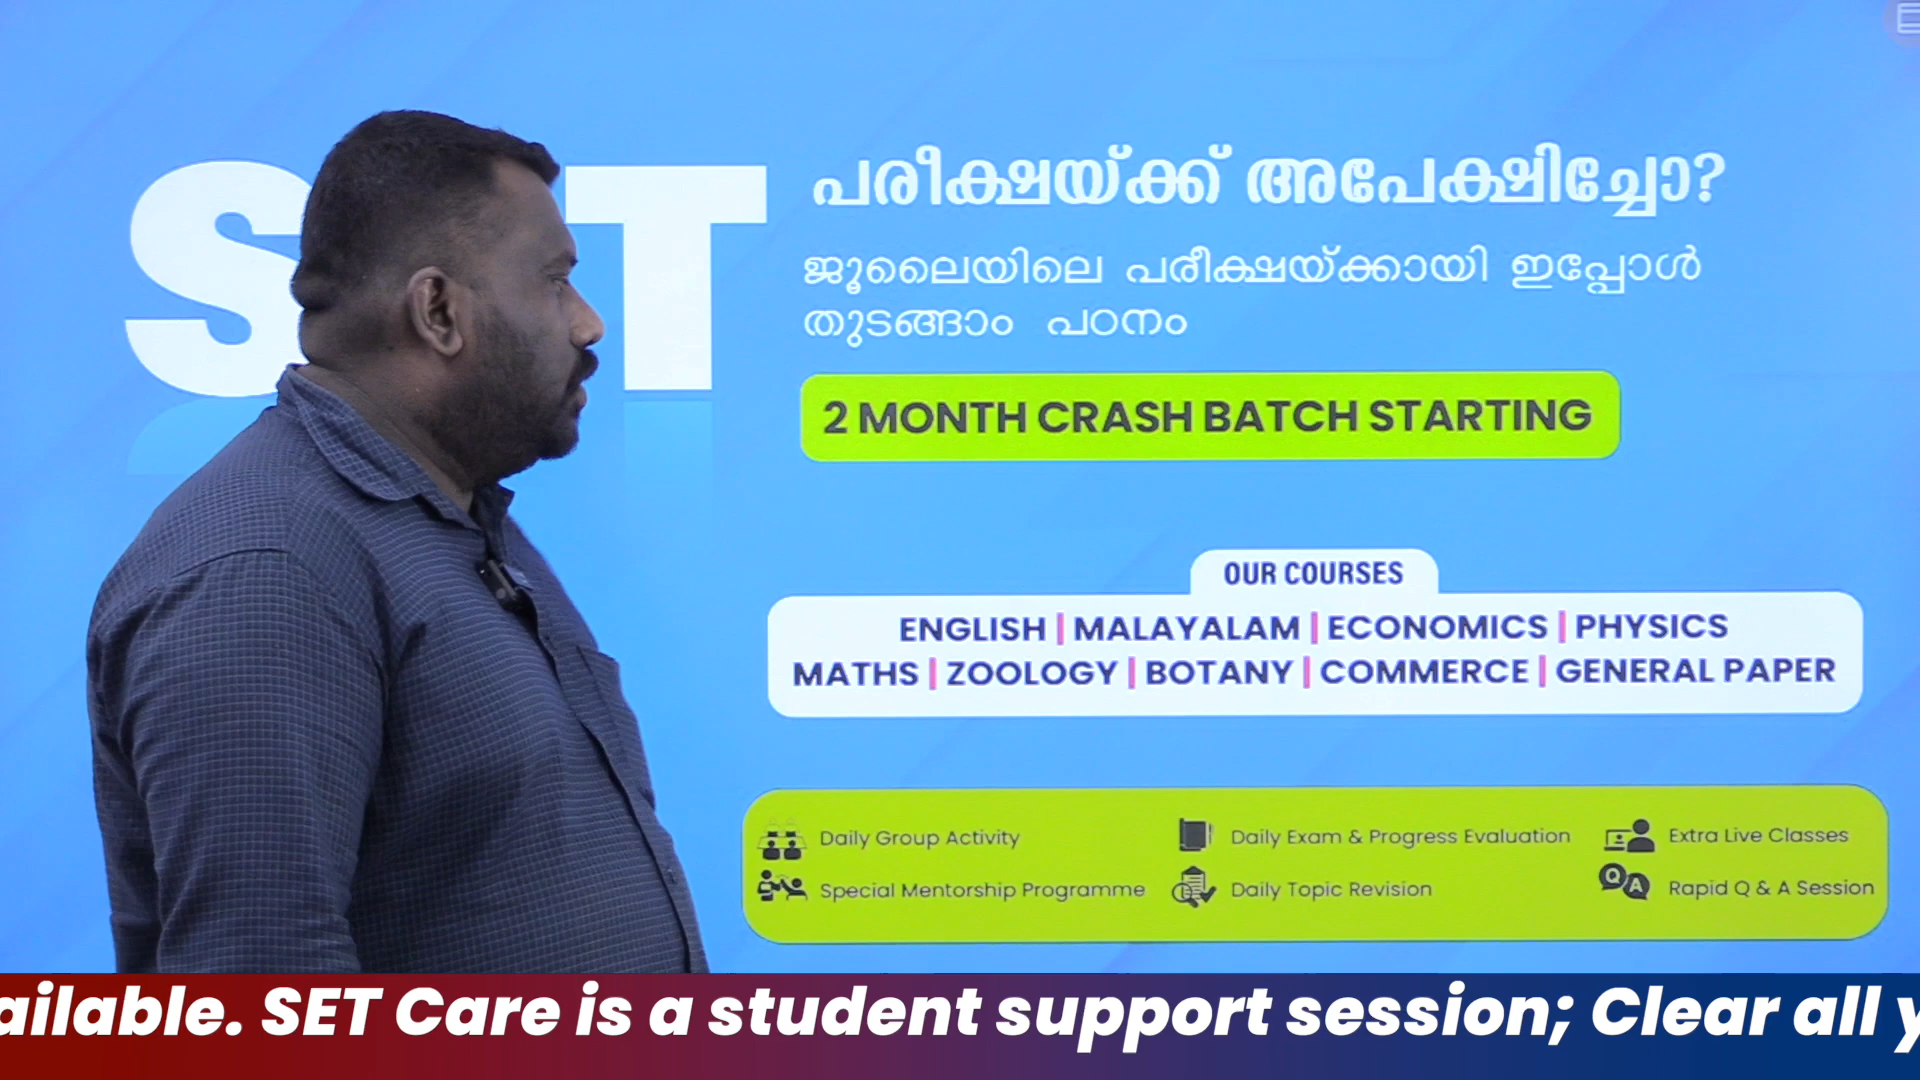 പരീക്ഷയ്ക്ക് അപേക്ഷിച്ചോ?
ജൂലൈയിലെ പരീക്ഷയ്ക്കായി ഇപ്പോൾ
തുടങ്ങാം പഠനം
2 MONTH CRASH BATCH STARTING
OUR COURSES
ENGLISH | MALAYALAM | ECONOMICS | PHYSICS
MATHS | ZOOLOGY | BOTANY | COMMERCE | GENERAL PAPER
Daily Group Activity
Daily Exam & Progress Evaluation
Extra Live Classes
Special Mentorship Programme
Daily Topic Revision
Q A
Rapid Q & A Session
SET Care is a student support session; Clear all